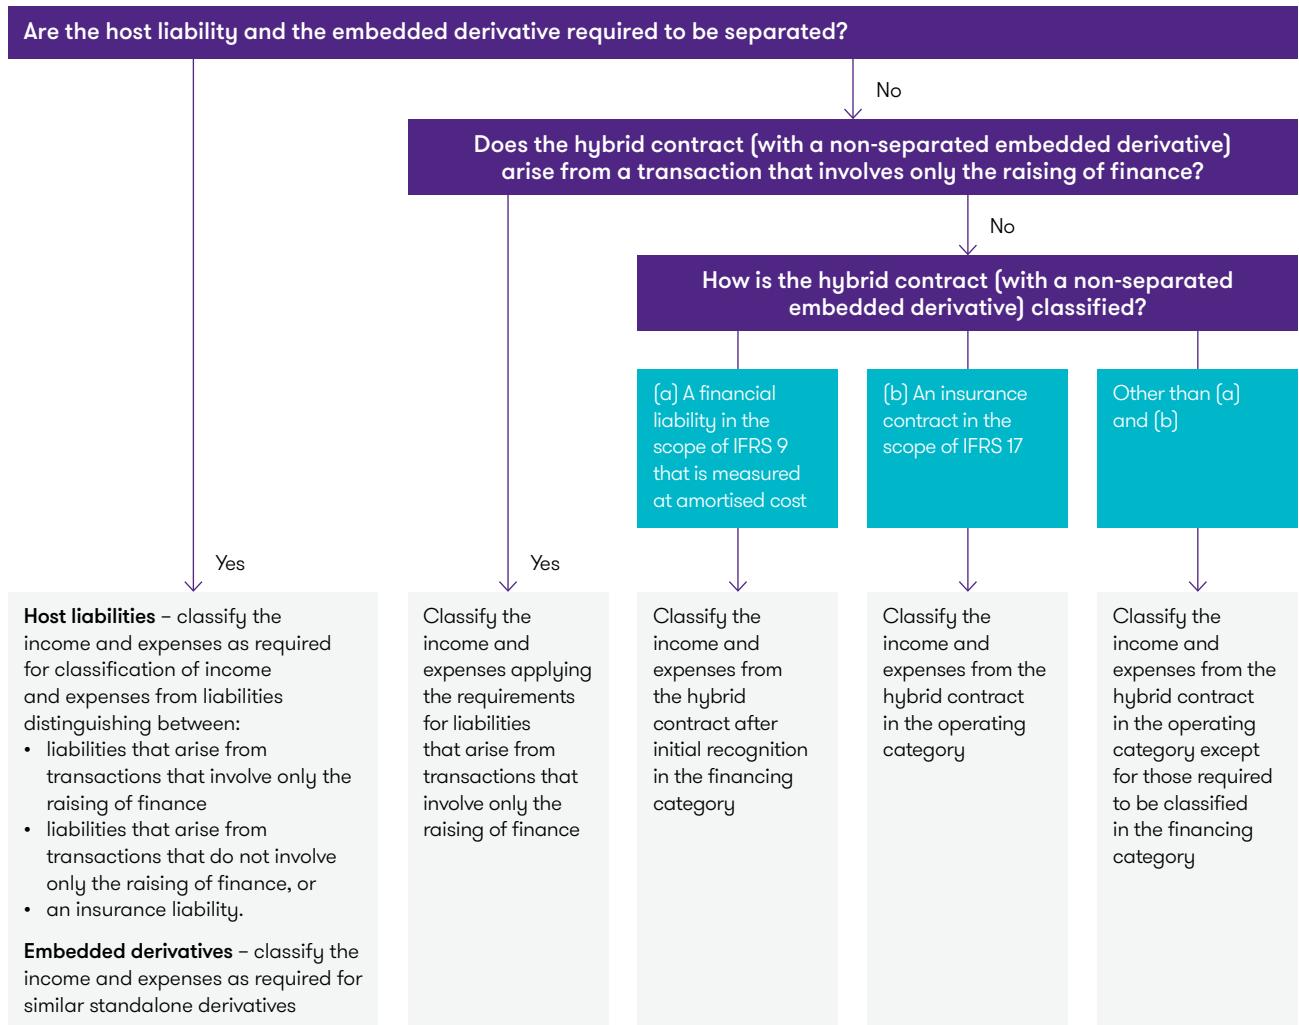 Are the host liability and the embedded derivative required to be separated?
No
Does the hybrid contract (with a non-separated embedded derivative)
arise from a transaction that involves only the raising of finance?
No
How is the hybrid contract (with a non-separated
embedded derivative) classified?
(a) A financial
liability in the
scope of IFRS 9
that is measured
at amortised cost
(b) An insurance
contract in the
scope of IFRS 17
Other than (a)
and (b)
Yes
Yes
Host liabilities – classify the
income and expenses as required
for classification of income
and expenses from liabilities
distinguishing between:
• liabilities that arise from
transactions that involve only the
raising of finance
• liabilities that arise from
transactions that do not involve
only the raising of finance, or
• an insurance liability.
Embedded derivatives – classify the
income and expenses as required for
similar standalone derivatives
Classify the
income and
expenses applying
the requirements
for liabilities
that arise from
transactions that
involve only the
raising of finance
Classify the
income and
expenses from
the hybrid
contract after
initial recognition
in the financing
category
Classify the
income and
expenses from the
hybrid contract
in the operating
category
Classify the
income and
expenses from the
hybrid contract
in the operating
category except
for those required
to be classified
in the financing
category